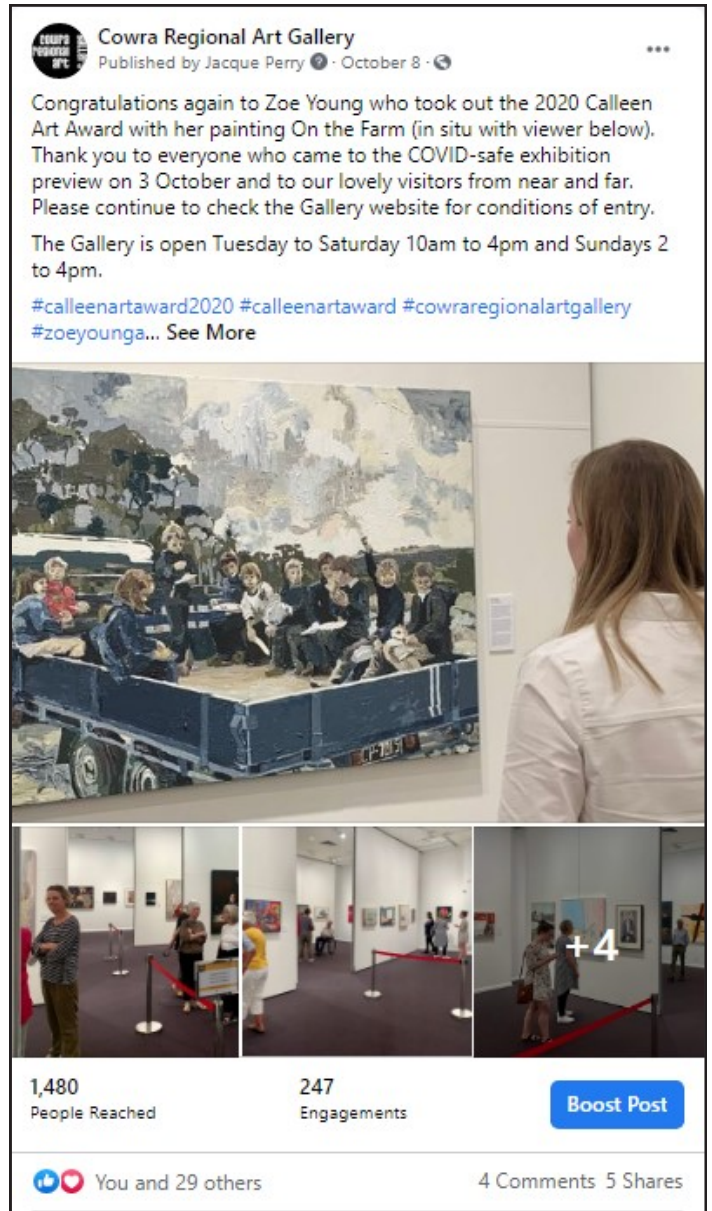 cowra
regional
art
Cowra Regional Art Gallery
Published by Jacque Perry · October 8 ·
Congratulations again to Zoe Young who took out the 2020 Calleen
Art Award with her painting On the Farm (in situ with viewer below).
Thank you to everyone who came to the COVID-safe exhibition
preview on 3 October and to our lovely visitors from near and far.
Please continue to check the Gallery website for conditions of entry.
The Gallery is open Tuesday to Saturday 10am to 4pm and Sundays 2
to 4pm.
#calleenartaward2020 #calleenartaward #cowraregionalartgallery
#zoeyounga... See More
+4
1,480
People Reached
247
Engagements
Boost Post
You and 29 others
4 Comments 5 Shares